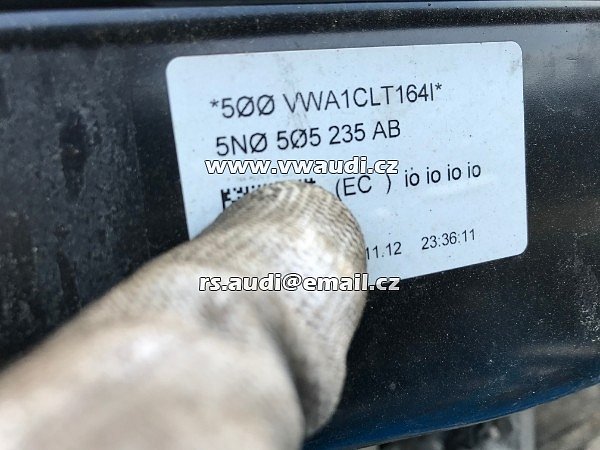 *5ØØ VWA1CLT164I*
5NØ 5Ø5 235 AB
www.vwaudi.cz
(EC ) io io io io
11.12 23:36:11
rs.audi@email.cz